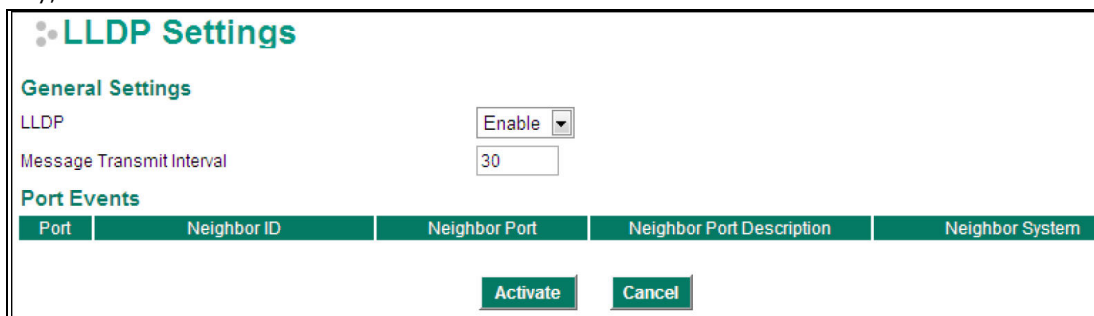 LLDP Settings
General Settings
LLDP Enable
Message Transmit Interval 30
Port Events
Port Neighbor ID Neighbor Port Neighbor Port Description Neighbor System
Activate Cancel